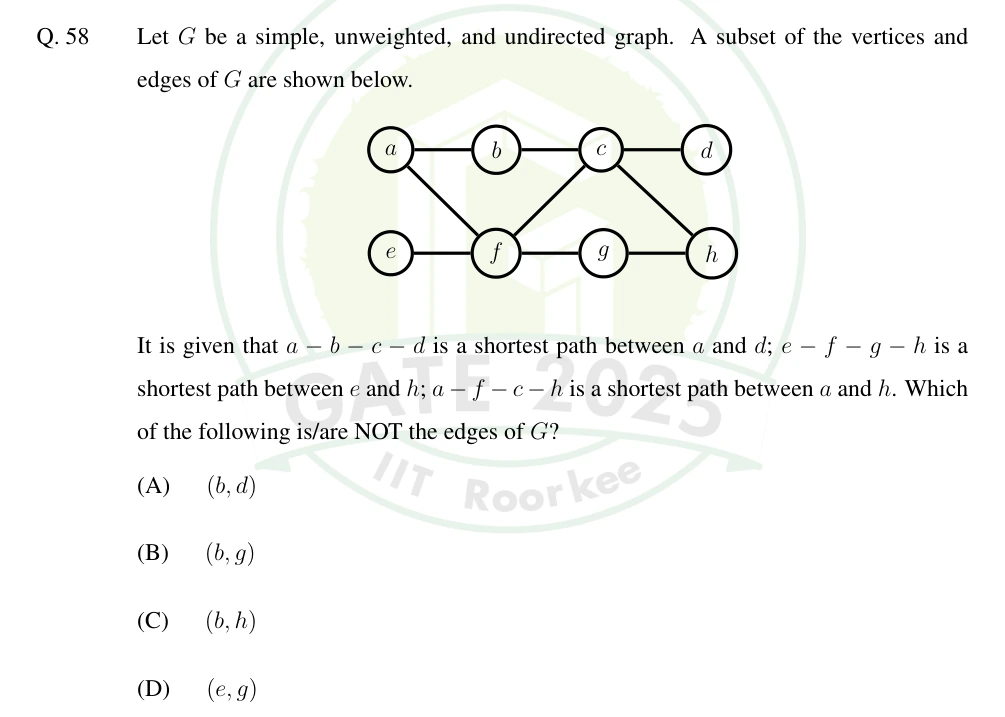 Q. 58 Let G be a simple, unweighted, and undirected graph. A subset of the vertices and
edges of G are shown below.
a b c d
e f g h
It is given that a − b − c − d is a shortest path between a and d; e − f − g − h is a
shortest path between e and h; a − f − c − h is a shortest path between a and h. Which
of the following is/are NOT the edges of G?
GATE 2025
IIT Roorkee
(A) (b, d)
(B) (b, g)
(C) (b, h)
(D) (e, g)